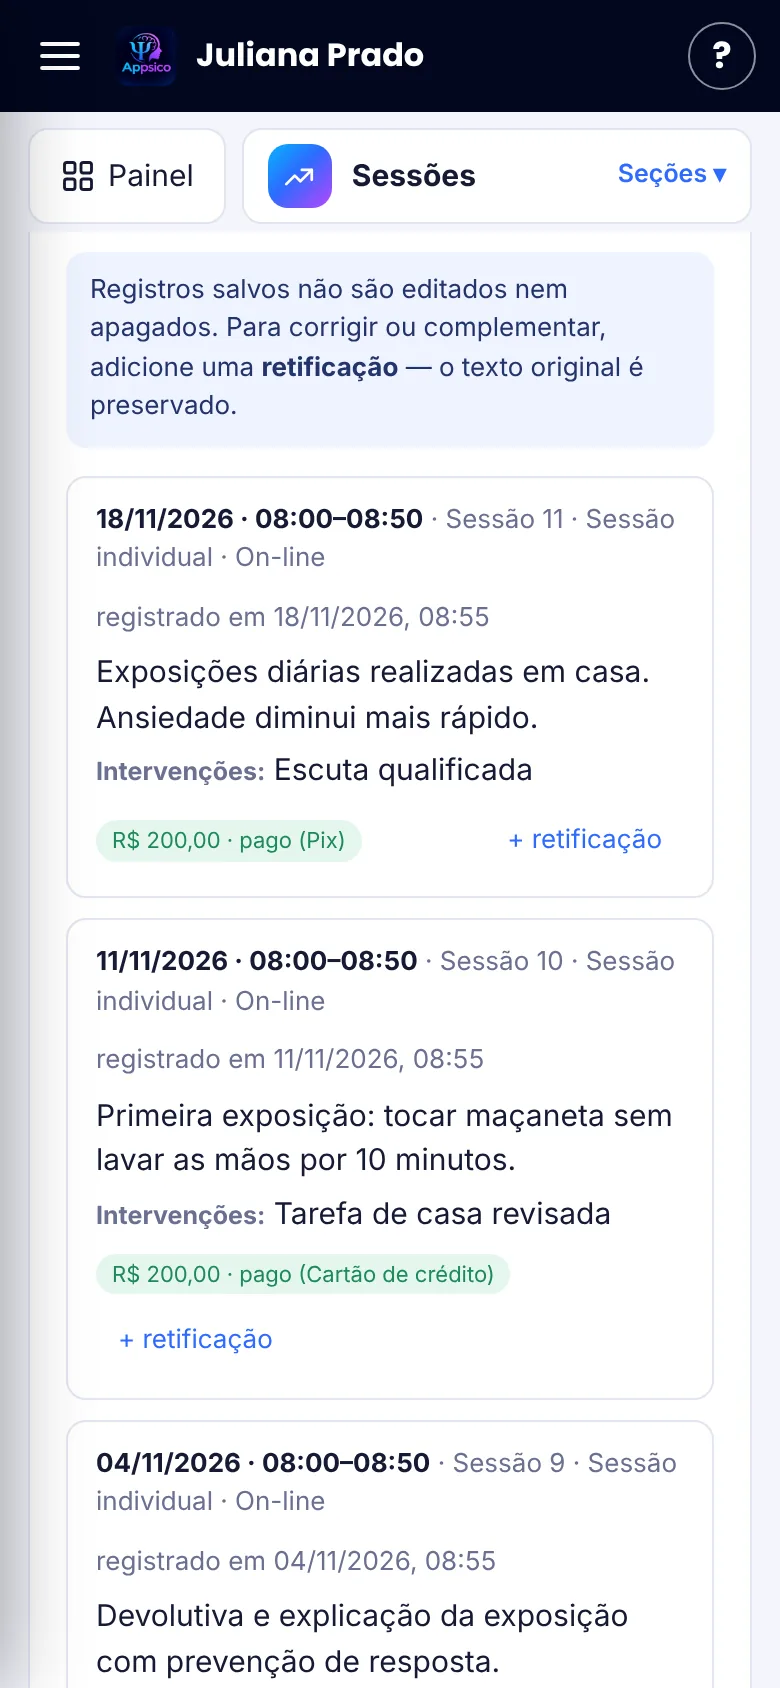 Appsico
Juliana Prado
?
Painel
Sessões
Seções ▾
Registros salvos não são editados nem
apagados. Para corrigir ou complementar,
adicione uma retificação — o texto original é
preservado.
18/11/2026 · 08:00–08:50 · Sessão 11 · Sessão
individual · On-line
registrado em 18/11/2026, 08:55
Exposições diárias realizadas em casa.
Ansiedade diminui mais rápido.
Intervenções: Escuta qualificada
R$ 200,00 · pago (Pix)
+ retificação
11/11/2026 · 08:00–08:50 · Sessão 10 · Sessão
individual · On-line
registrado em 11/11/2026, 08:55
Primeira exposição: tocar maçaneta sem
lavar as mãos por 10 minutos.
Intervenções: Tarefa de casa revisada
R$ 200,00 · pago (Cartão de crédito)
+ retificação
04/11/2026 · 08:00–08:50 · Sessão 9 · Sessão
individual · On-line
registrado em 04/11/2026, 08:55
Devolutiva e explicação da exposição
com prevenção de resposta.